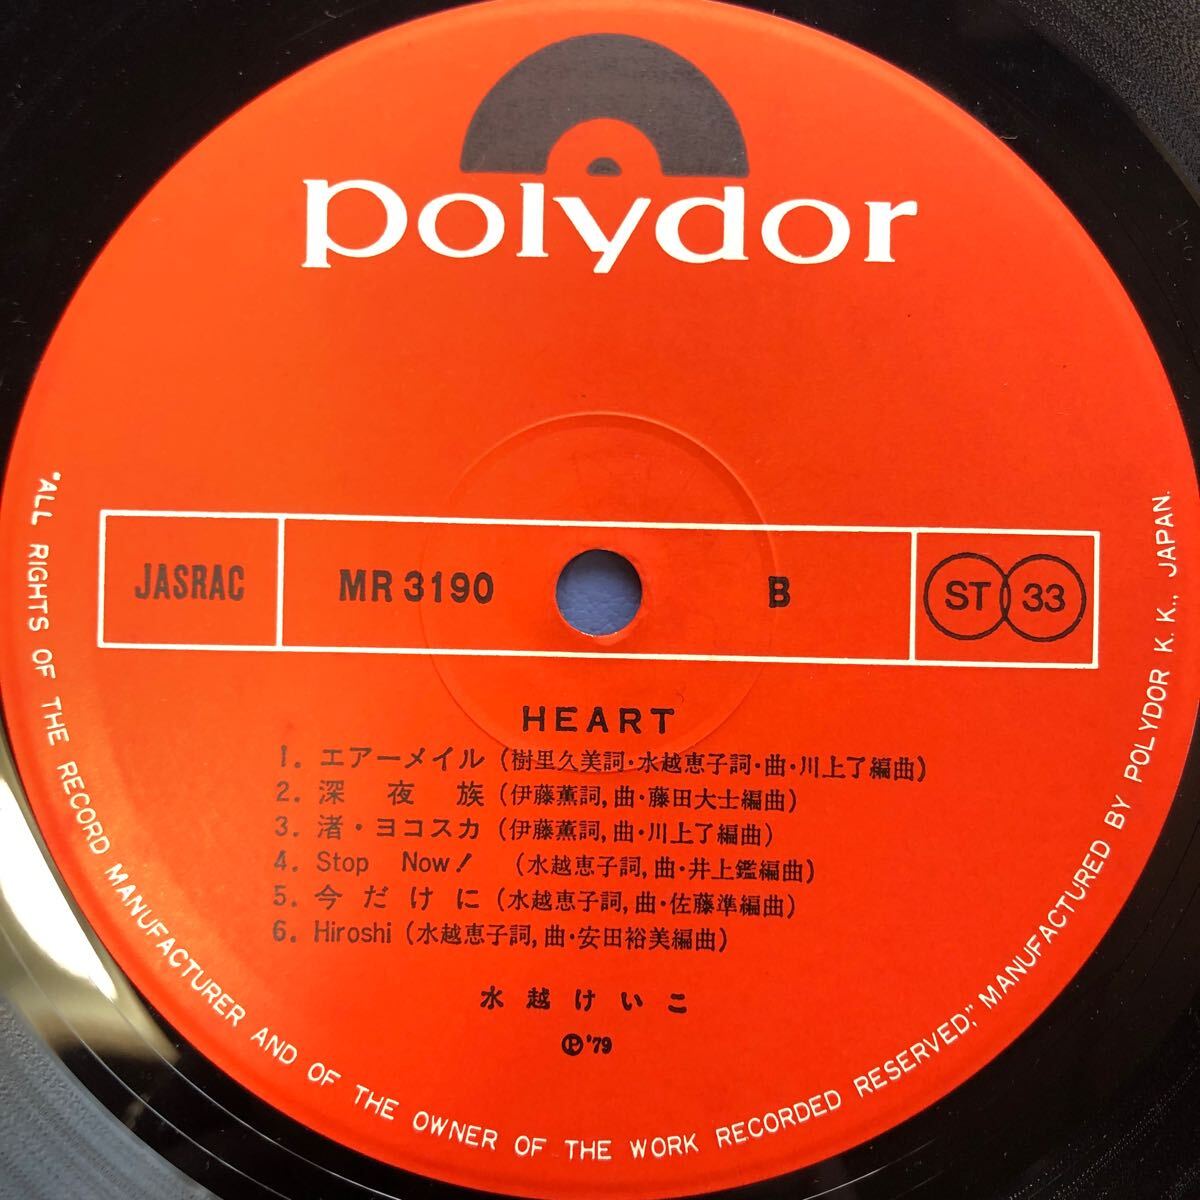 polydor
JASRAC MR 3190 B ST 33
HEART
1. エアーメイル (樹里久美詞・水越恵子詞・曲・川上了編曲)
2. 深夜族 (伊藤薫詞, 曲・藤田大士編曲)
3. 渚・ヨコスカ (伊藤薫詞, 曲・川上了編曲)
4. Stop Now! (水越恵子詞, 曲・井上鑑編曲)
5. 今だけに (水越恵子詞, 曲・佐藤準編曲)
6. Hiroshi (水越恵子詞, 曲・安田裕美編曲)
水越けいこ
Ⓟ'79
"ALL RIGHTS OF THE RECORD MANUFACTURER AND OF THE OWNER OF THE WORK RECORDED RESERVED," MANUFACTURED BY POLYDOR K. K., JAPAN.